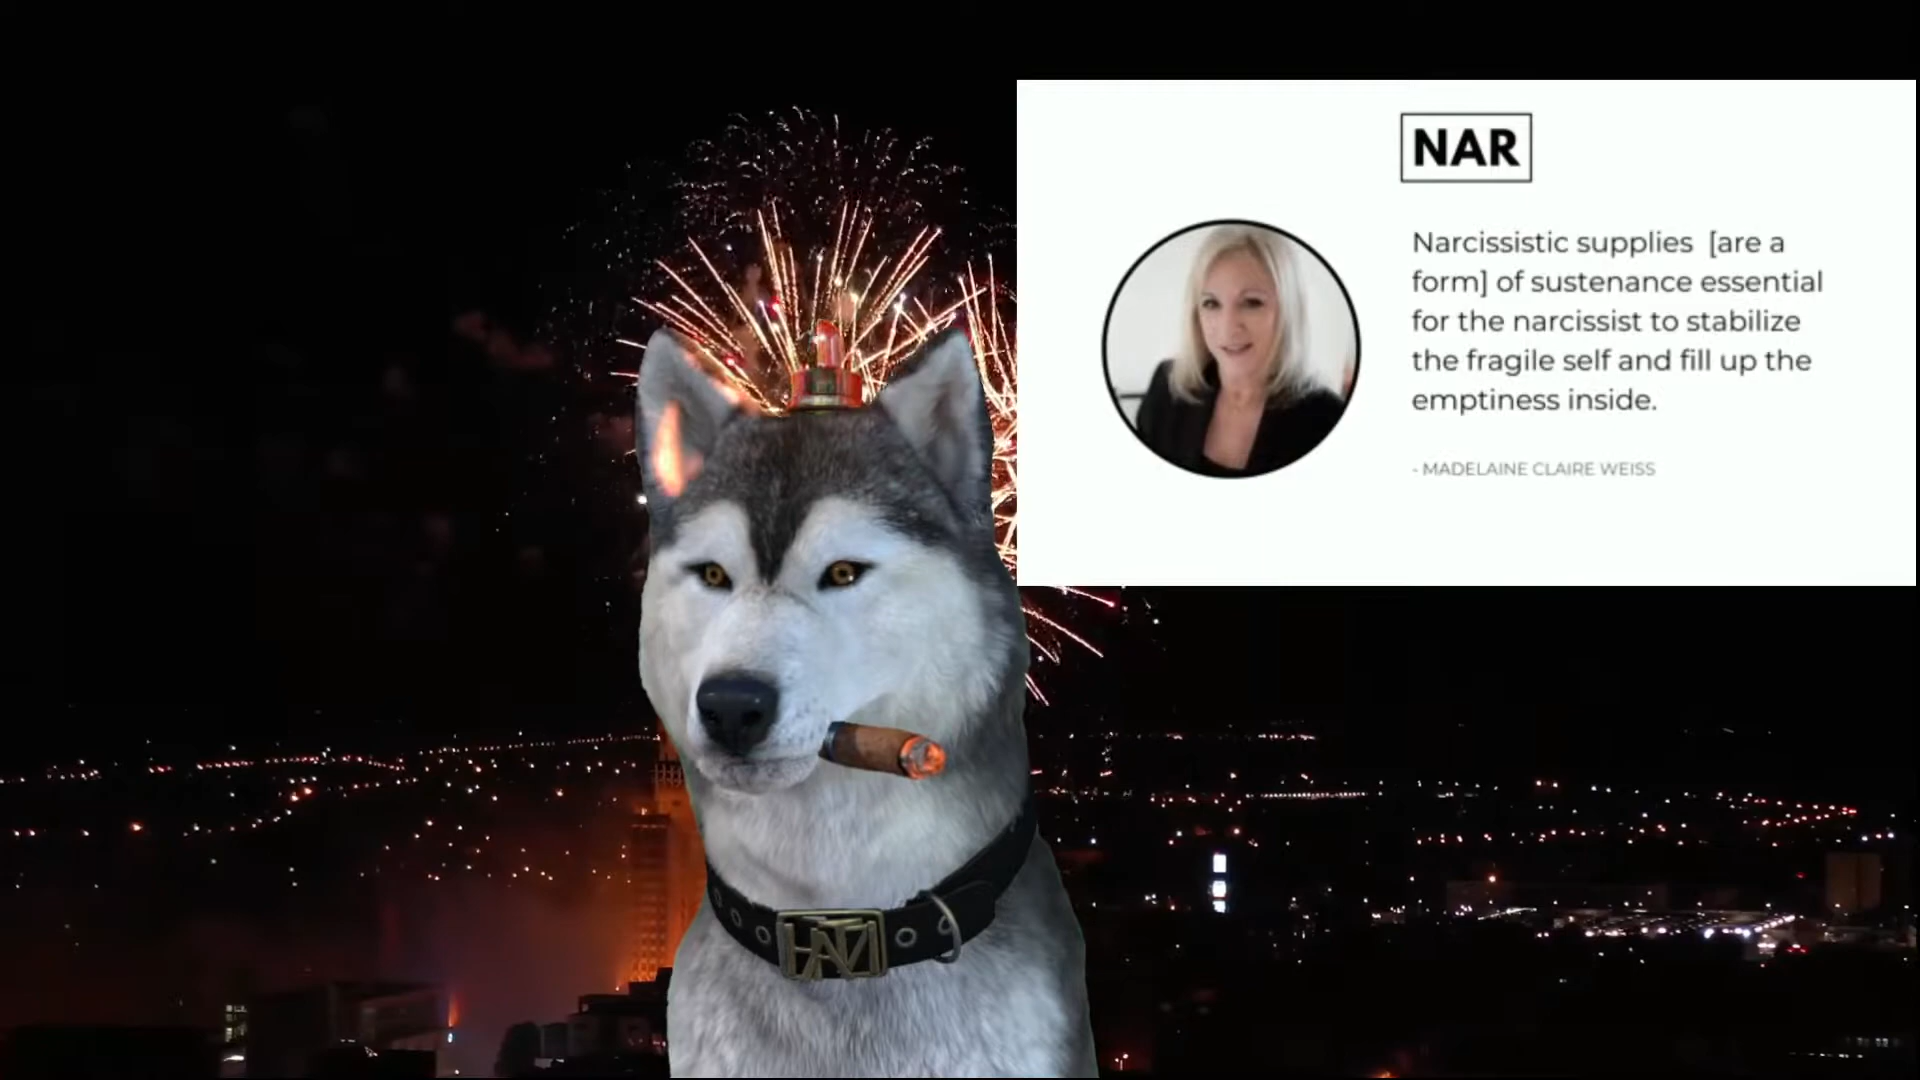 NAR
Narcissistic supplies [are a
form] of sustenance essential
for the narcissist to stabilize
the fragile self and fill up the
emptiness inside.
- MADELAINE CLAIRE WEISS